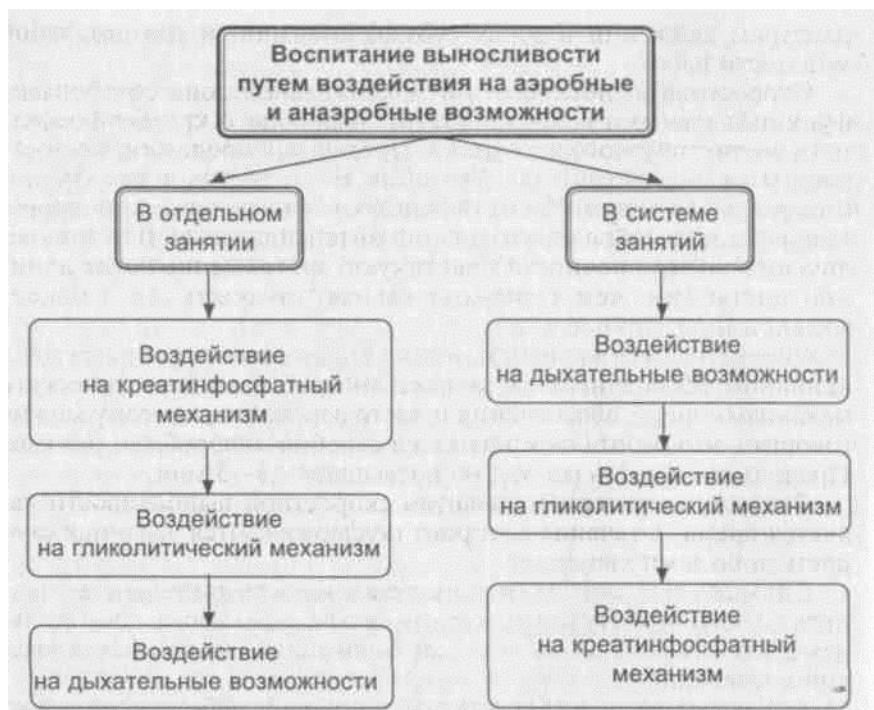 Воспитание выносливости
путем воздействия на аэробные
и анаэробные возможности
В отдельном
занятии
В системе
занятий
Воздействие
на креатинфосфатный
механизм
Воздействие
на дыхательные возможности
Воздействие
на гликолитический механизм
Воздействие
на гликолитический механизм
Воздействие
на дыхательные возможности
Воздействие
на креатинфосфатный
механизм